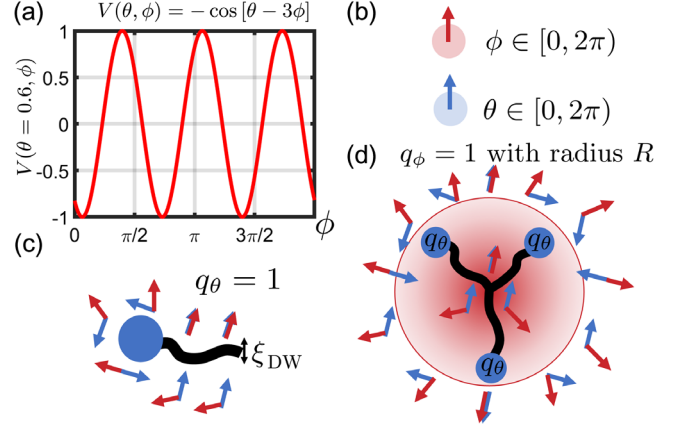 (a)
V(θ, ϕ) = − cos [θ − 3ϕ]
V(θ = 0.6, ϕ)
1
0.5
0
-0.5
-1
0
π/2
π
3π/2
ϕ
(b)
ϕ ∈ [0, 2π)
θ ∈ [0, 2π)
(c)
q_θ = 1
ξ_DW
(d)
q_ϕ = 1 with radius R
q_θ
q_θ
q_θ